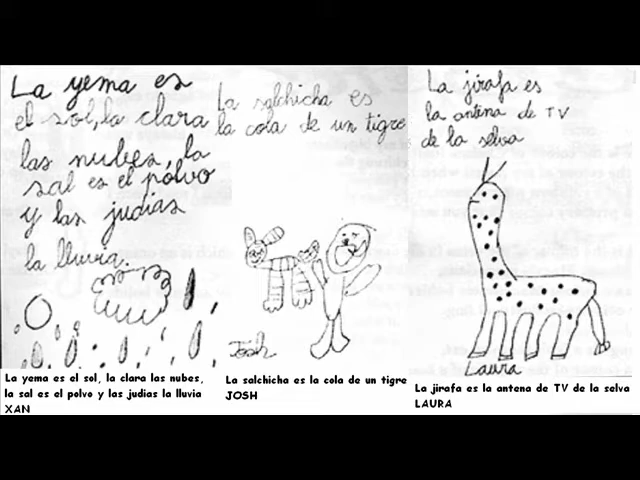 La yema es
el sol, la clara
las nubes, la
sal es el polvo
y las judias
la lluvia.
La salchicha es
la cola de un tigre
Josh
La jirafa es
la antena de TV
de la selva
Laura
La yema es el sol, la clara las nubes,
la sal es el polvo y las judias la lluvia
XAN
La salchicha es la cola de un tigre
JOSH
La jirafa es la antena de TV de la selva
LAURA